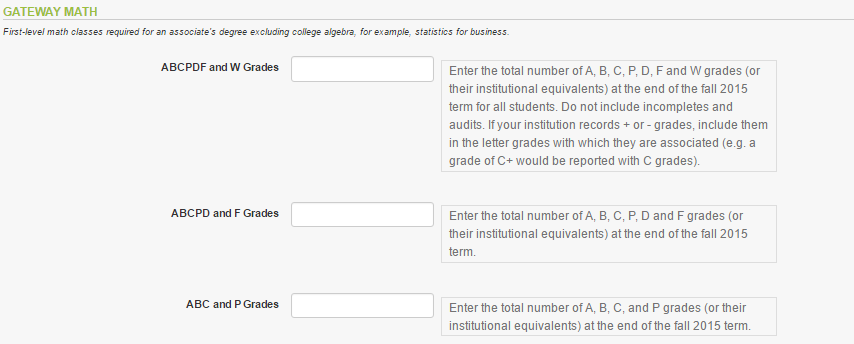 GATEWAY MATH
First-level math classes required for an associate's degree excluding college algebra, for example, statistics for business.
ABCPDF and W Grades
Enter the total number of A, B, C, P, D, F and W grades (or
their institutional equivalents) at the end of the fall 2015
term for all students. Do not include incompletes and
audits. If your institution records + or - grades, include them
in the letter grades with which they are associated (e.g. a
grade of C+ would be reported with C grades).
ABCPD and F Grades
Enter the total number of A, B, C, P, D and F grades (or
their institutional equivalents) at the end of the fall 2015
term.
ABC and P Grades
Enter the total number of A, B, C, and P grades (or their
institutional equivalents) at the end of the fall 2015 term.